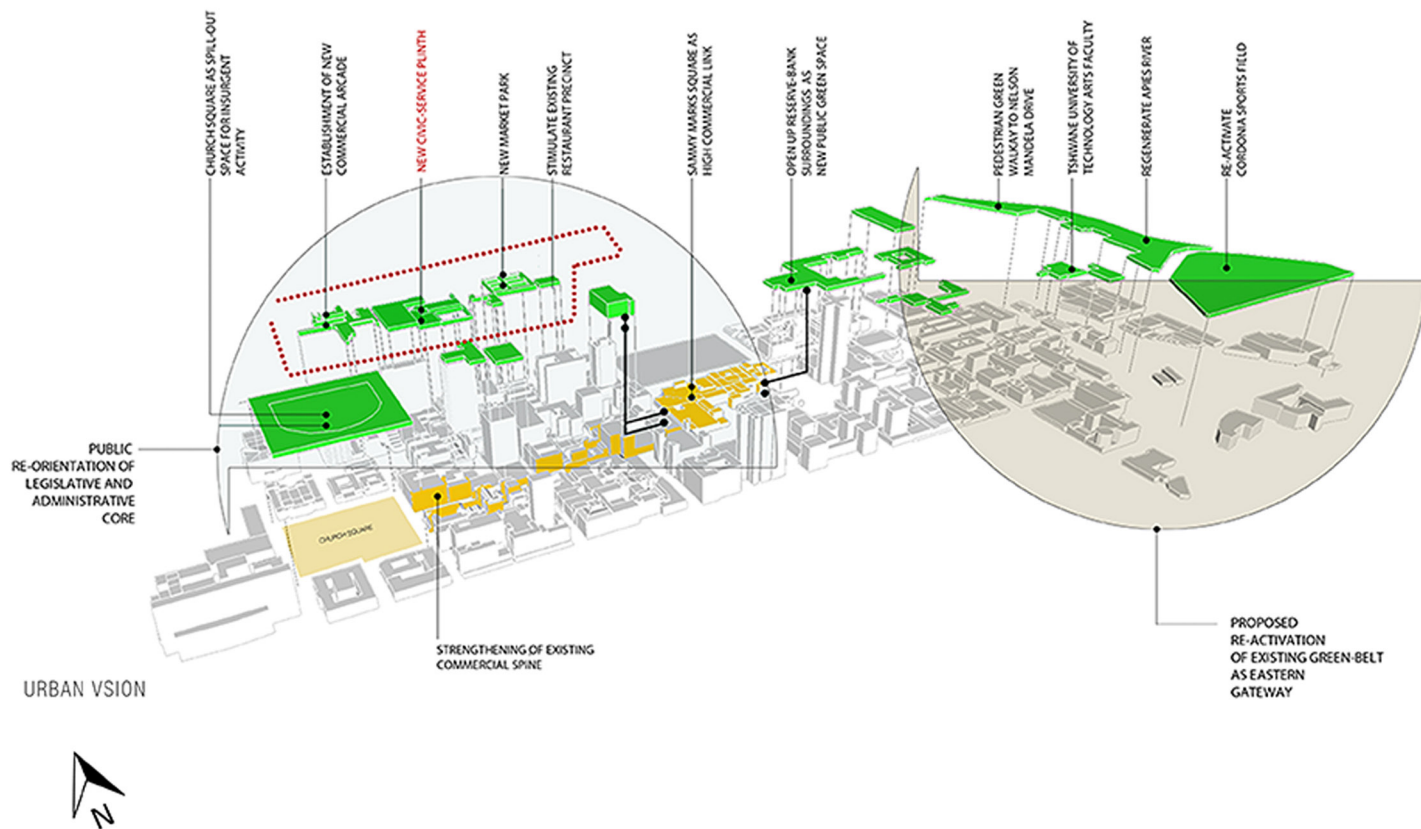 CHURCH SQUARE AS SPILL-OUT
SPACE FOR INSURGENT
ACTIVITY
ESTABLISHMENT OF NEW
COMMERCIAL ARCADE
NEW CIVIC-SERVICE PLINTH
NEW MARKET PARK
STIMULATE EXISTING
RESTAURANT PRECINCT
SAMMY MARKS SQUARE AS
HIGH COMMERCIAL LINK
OPEN UP RESERVE-BANK
SURROUNDINGS AS
NEW PUBLIC GREEN SPACE
PEDESTRIAN GREEN
WALKAY TO NELSON
MANDELA DRIVE
TSHWANE UNIVERSITY OF
TECHNOLOGY ARTS FACULTY
REGENRERATE APIES RIVER
RE-ACTIVATE
CORDONIA SPORTS FIELD
PUBLIC
RE-ORIENTATION OF
LEGISLATIVE AND
ADMINISTRATIVE
CORE
CHURCH SQUARE
STRENGTHENING OF EXISTING
COMMERCIAL SPINE
PROPOSED
RE-ACTIVATION
OF EXISTING GREEN-BELT
AS EASTERN
GATEWAY
URBAN VSION
N